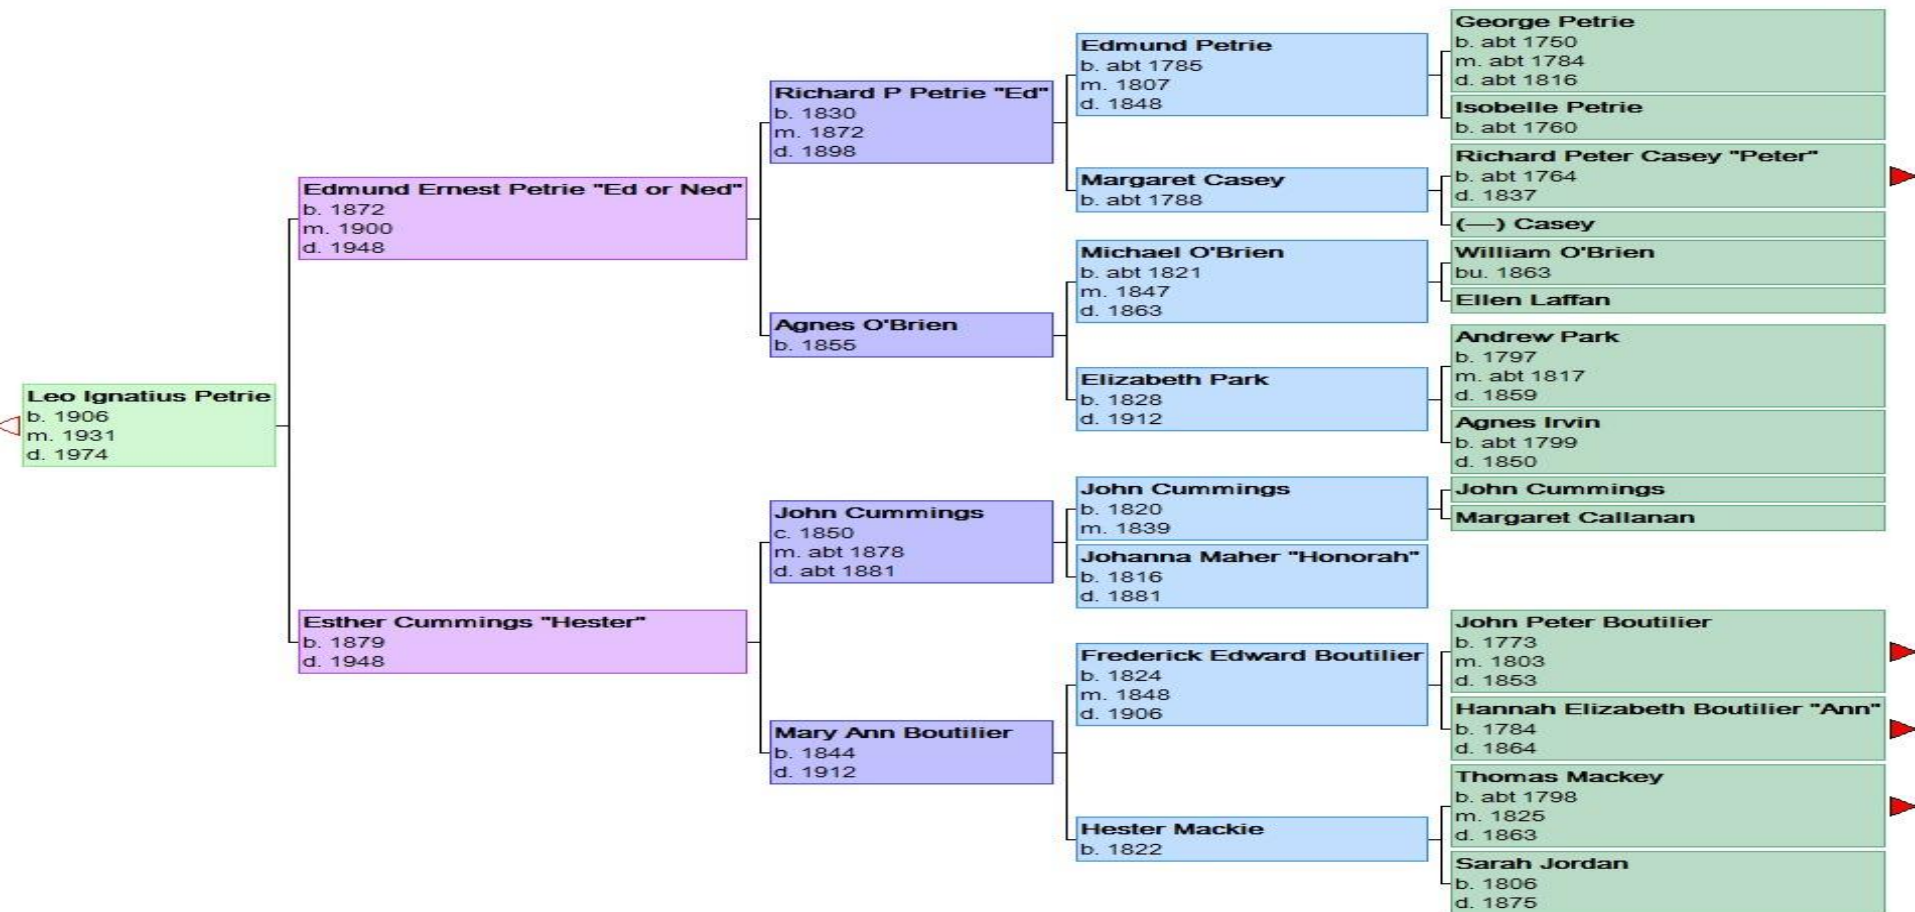 Leo Ignatius Petrie
b. 1906
m. 1931
d. 1974
Edmund Ernest Petrie "Ed or Ned"
b. 1872
m. 1900
d. 1948
Esther Cummings "Hester"
b. 1879
d. 1948
Richard P Petrie "Ed"
b. 1830
m. 1872
d. 1898
Agnes O'Brien
b. 1855
John Cummings
c. 1850
m. abt 1878
d. abt 1881
Mary Ann Boutilier
b. 1844
d. 1912
Edmund Petrie
b. abt 1785
m. 1807
d. 1848
Margaret Casey
b. abt 1788
Michael O'Brien
b. abt 1821
m. 1847
d. 1863
Elizabeth Park
b. 1828
d. 1912
John Cummings
b. 1820
m. 1839
Johanna Maher "Honorah"
b. 1816
d. 1881
Frederick Edward Boutilier
b. 1824
m. 1848
d. 1906
Hester Mackie
b. 1822
George Petrie
b. abt 1750
m. abt 1784
d. abt 1816
Isobelle Petrie
b. abt 1760
Richard Peter Casey "Peter"
b. abt 1764
d. 1837
(—) Casey
William O'Brien
bu. 1863
Ellen Laffan
Andrew Park
b. 1797
m. abt 1817
d. 1859
Agnes Irvin
b. abt 1799
d. 1850
John Cummings
Margaret Callanan
John Peter Boutilier
b. 1773
m. 1803
d. 1853
Hannah Elizabeth Boutilier "Ann"
b. 1784
d. 1864
Thomas Mackey
b. abt 1798
m. 1825
d. 1863
Sarah Jordan
b. 1806
d. 1875